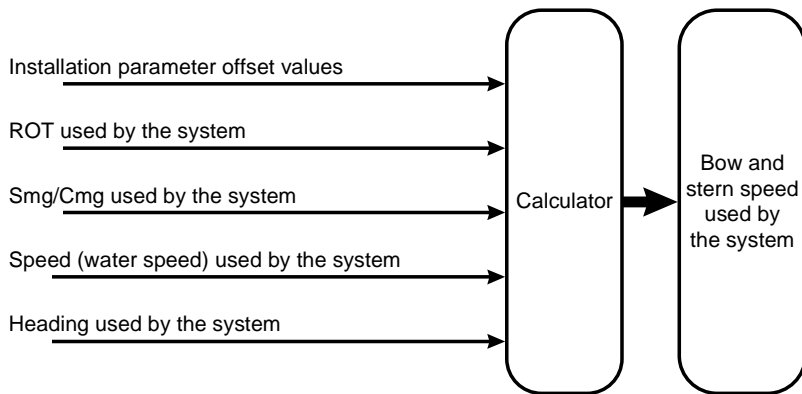 Installation parameter offset values
ROT used by the system
Smg/Cmg used by the system
Speed (water speed) used by the system
Heading used by the system
Calculator
Bow and
stern speed
used by
the system